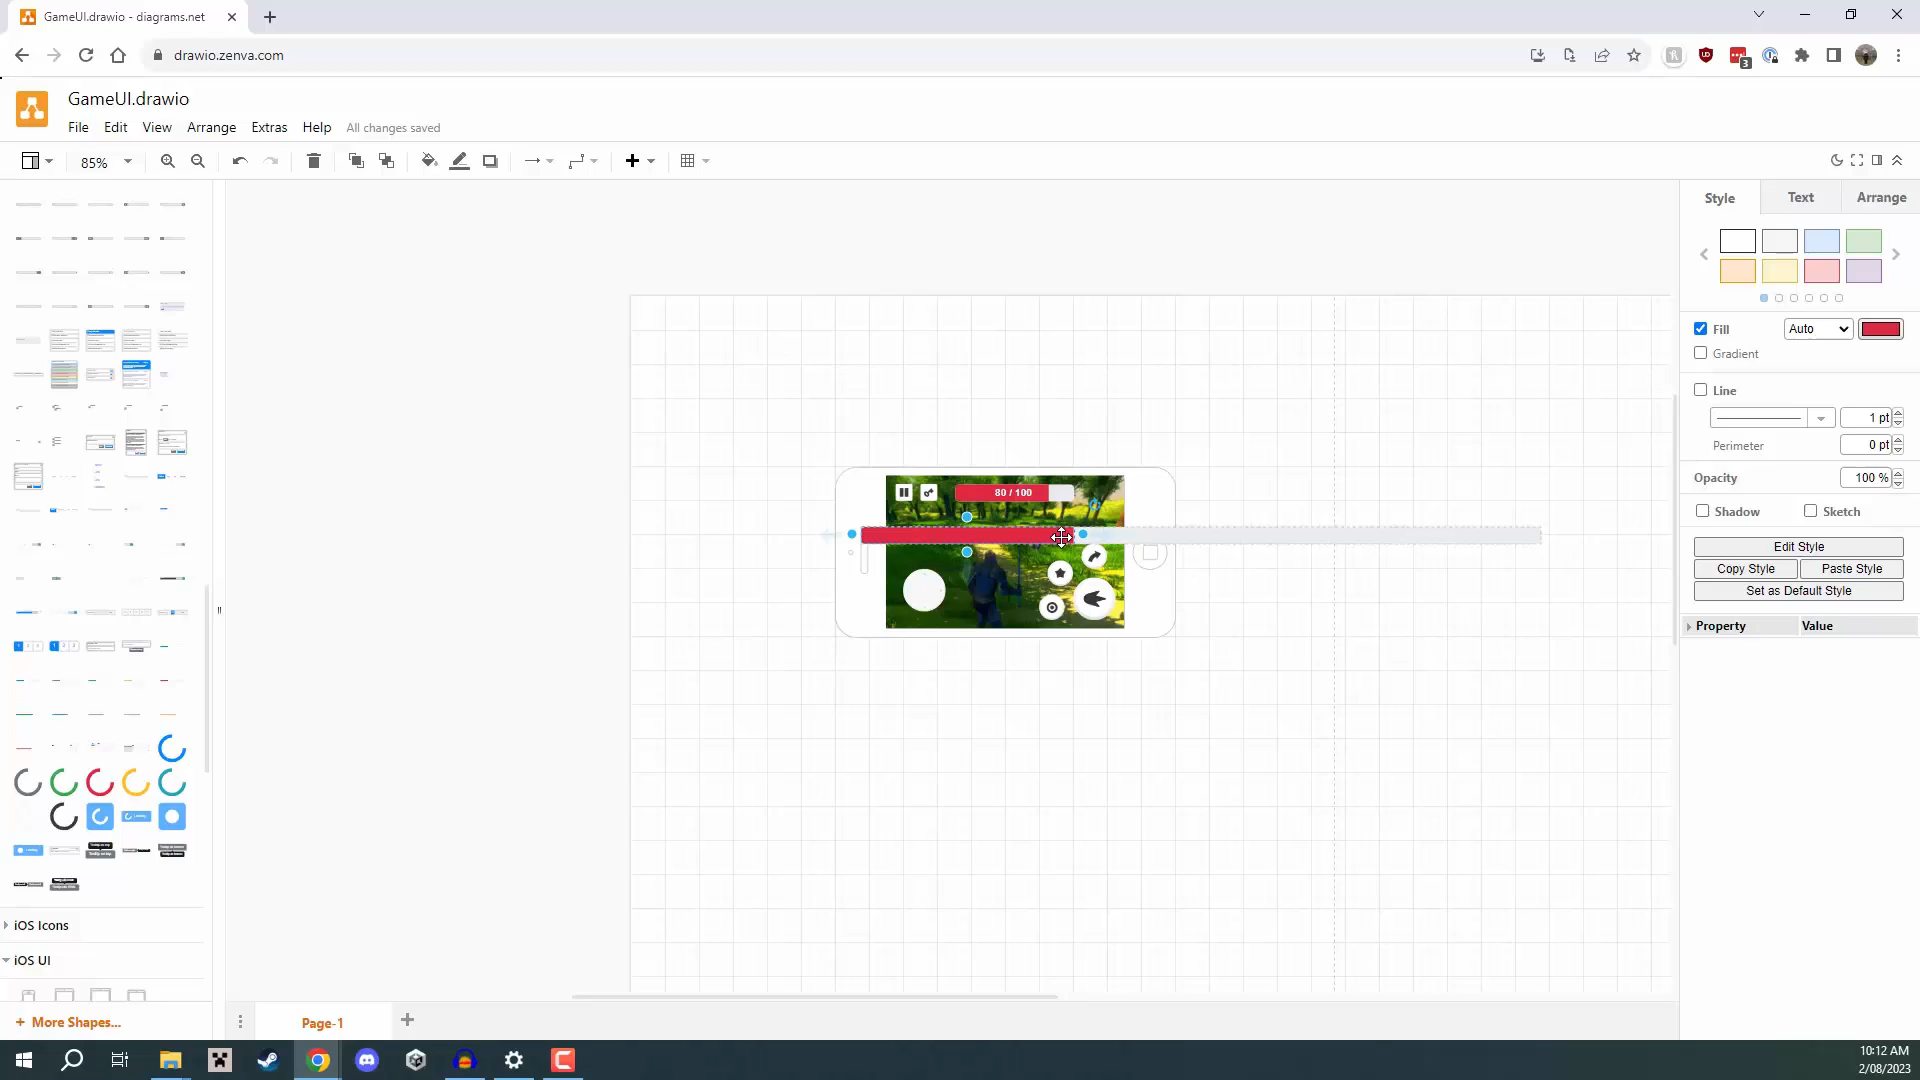 GameUI.drawio - diagrams.net
drawio.zenva.com
3
GameUI.drawio
File Edit View Arrange Extras Help All changes saved
85%
Style Text Arrange
Fill Auto
Gradient
Line
1 pt
Perimeter 0 pt
Opacity 100 %
Shadow Sketch
Edit Style
Copy Style Paste Style
Set as Default Style
Property Value
80 / 100
iOS Icons
iOS UI
+ More Shapes...
Page-1
10:12 AM
2/08/2023